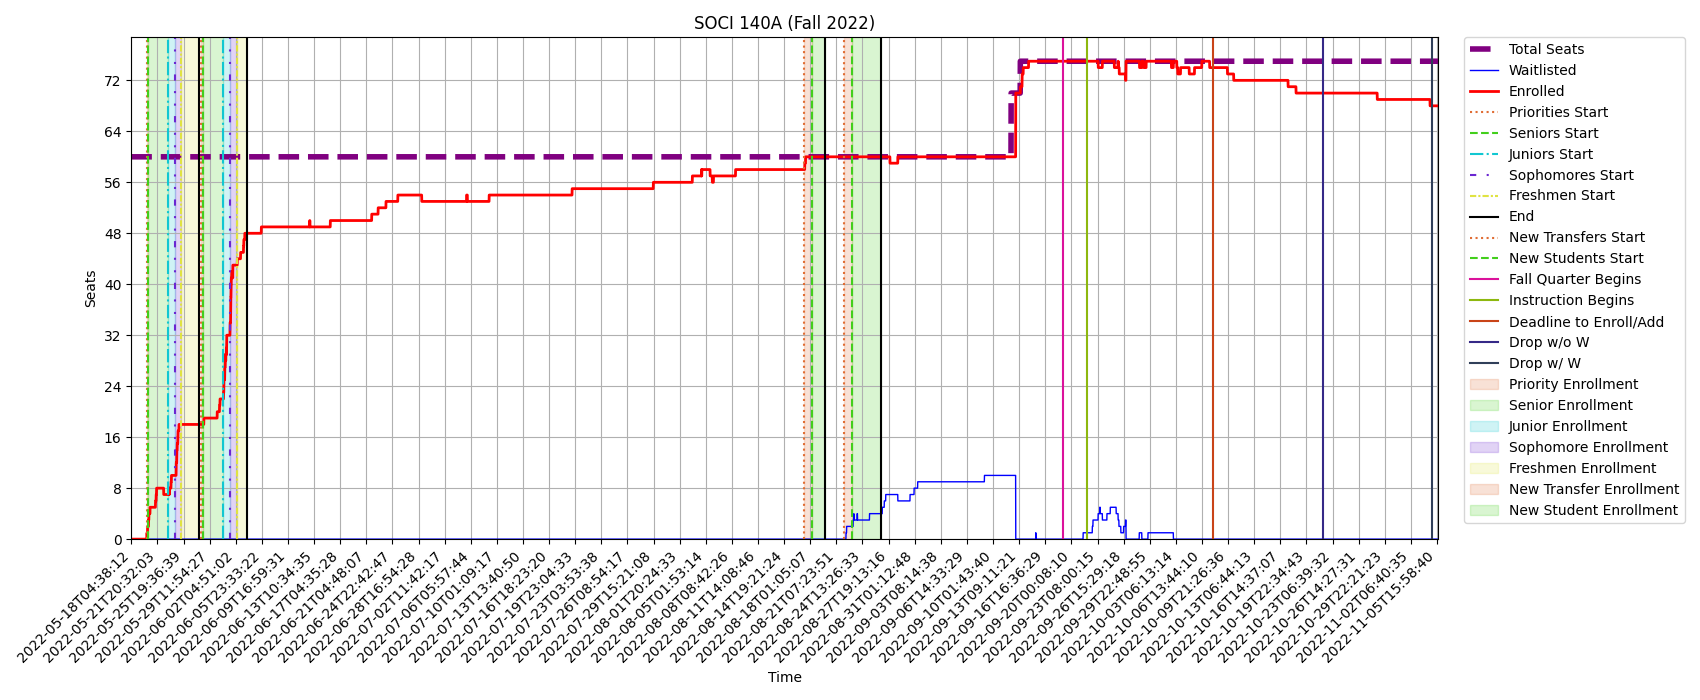 SOCI 140A (Fall 2022)
Seats
72
64
56
48
40
32
24
16
8
0
2022-05-18T04:38:12
2022-05-21T20:32:03
2022-05-25T19:36:39
2022-05-29T11:54:27
2022-06-02T04:51:02
2022-06-05T23:33:22
2022-06-09T16:59:31
2022-06-13T10:34:35
2022-06-17T04:35:28
2022-06-21T04:48:07
2022-06-24T22:42:47
2022-06-28T16:54:28
2022-07-02T11:42:17
2022-07-06T05:57:44
2022-07-10T01:09:17
2022-07-13T13:40:50
2022-07-16T18:23:20
2022-07-19T23:04:33
2022-07-23T03:53:38
2022-07-26T08:54:17
2022-07-29T15:21:08
2022-08-01T20:24:33
2022-08-05T01:53:14
2022-08-08T08:42:26
2022-08-11T14:08:46
2022-08-14T19:21:24
2022-08-18T01:05:07
2022-08-21T07:23:51
2022-08-24T13:26:33
2022-08-27T19:13:16
2022-08-31T01:12:48
2022-09-03T08:14:38
2022-09-06T14:33:29
2022-09-10T01:43:40
2022-09-13T09:11:22
2022-09-16T16:36:29
2022-09-20T00:08:10
2022-09-23T08:00:15
2022-09-26T15:29:18
2022-09-29T22:48:55
2022-10-03T06:13:14
2022-10-06T13:44:10
2022-10-09T21:26:36
2022-10-13T06:44:13
2022-10-16T14:37:07
2022-10-19T22:34:43
2022-10-23T06:39:32
2022-10-26T14:27:31
2022-10-29T22:21:23
2022-11-02T06:40:35
2022-11-05T15:58:40
Time
Total Seats
Waitlisted
Enrolled
Priorities Start
Seniors Start
Juniors Start
Sophomores Start
Freshmen Start
End
New Transfers Start
New Students Start
Fall Quarter Begins
Instruction Begins
Deadline to Enroll/Add
Drop w/o W
Drop w/ W
Priority Enrollment
Senior Enrollment
Junior Enrollment
Sophomore Enrollment
Freshmen Enrollment
New Transfer Enrollment
New Student Enrollment